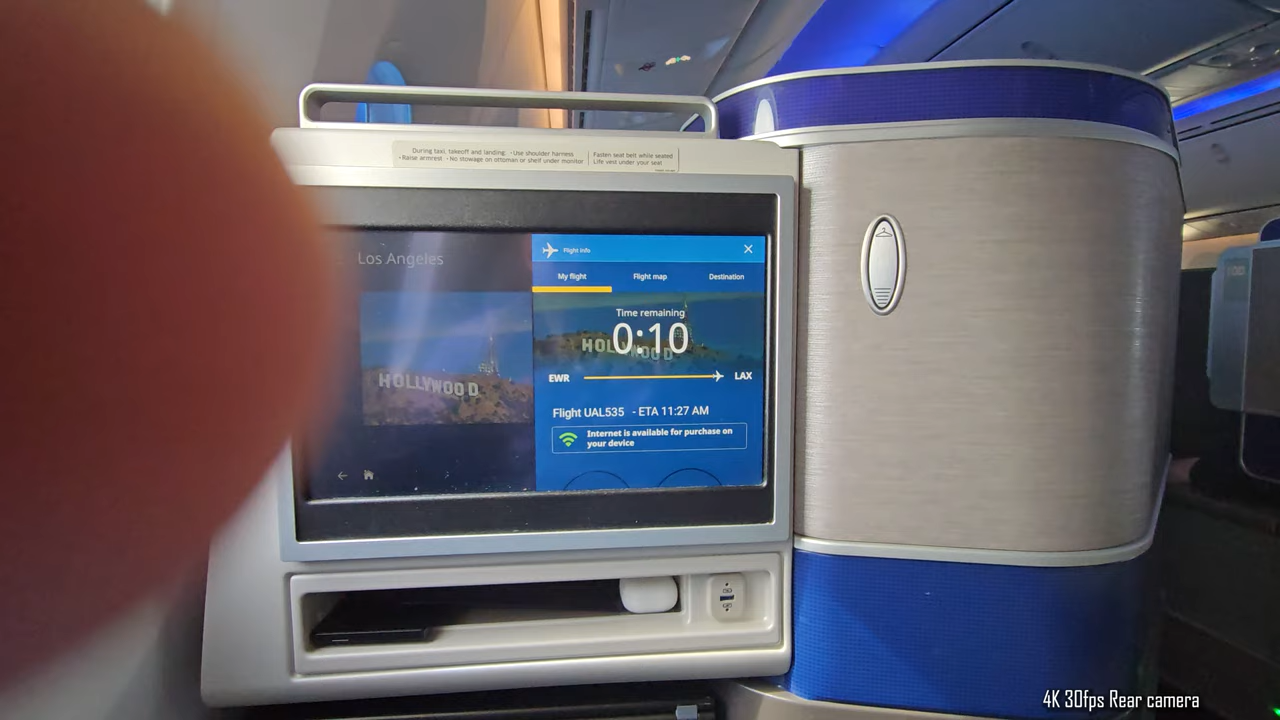 During taxi, takeoff and landing: • Use shoulder harness
• Raise armrest • No stowage on ottoman or shelf under monitor
Fasten seat belt while seated
Life vest under your seat
Los Angeles
HOLLYWOOD
Flight info
My flight
Flight map
Destination
Time remaining
0:10
HOLLYWOOD
EWR
LAX
Flight UAL535 - ETA 11:27 AM
Internet is available for purchase on
your device
4K 30fps Rear camera